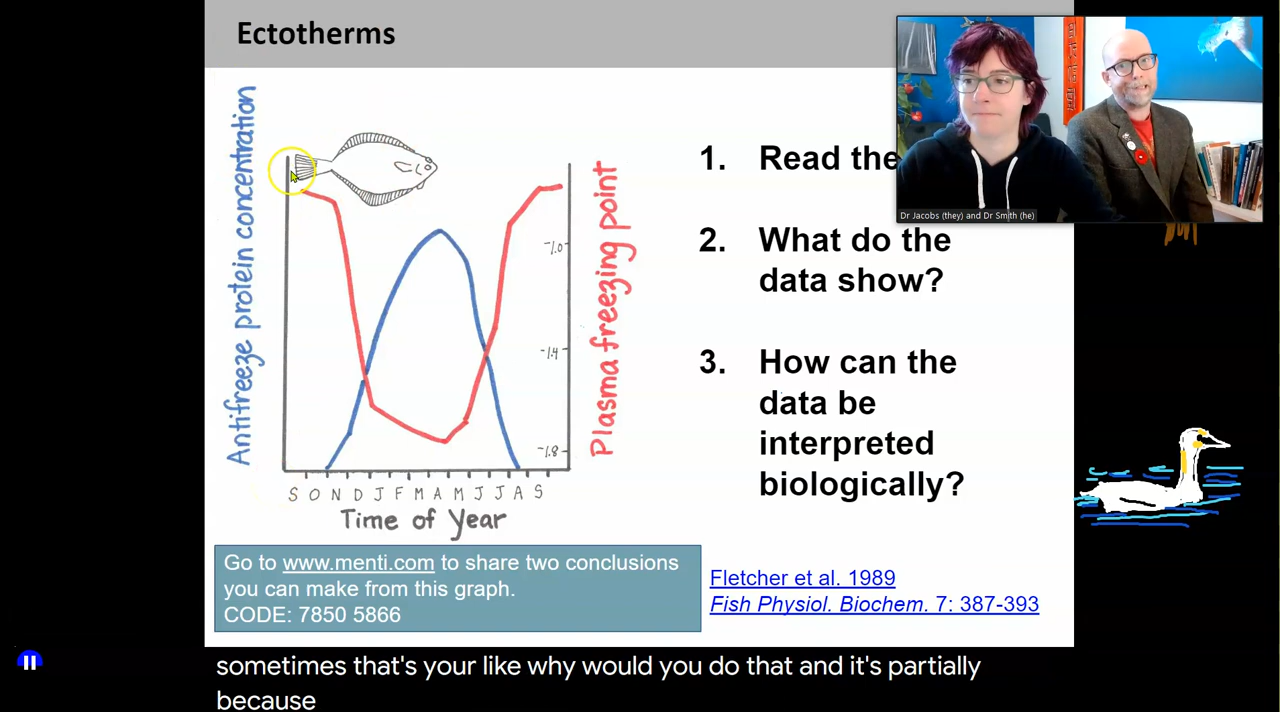 Ectotherms
Antifreeze protein concentration
Plasma freezing point
-1.0
-1.4
-1.8
S O N D J F M A M J J A S
Time of Year
1. Read the
2. What do the
data show?
3. How can the
data be
interpreted
biologically?
Go to www.menti.com to share two conclusions
you can make from this graph.
CODE: 7850 5866
Fletcher et al. 1989
Fish Physiol. Biochem. 7: 387-393
Dr Jacobs (they) and Dr Smith (he)
sometimes that's your like why would you do that and it's partially
because